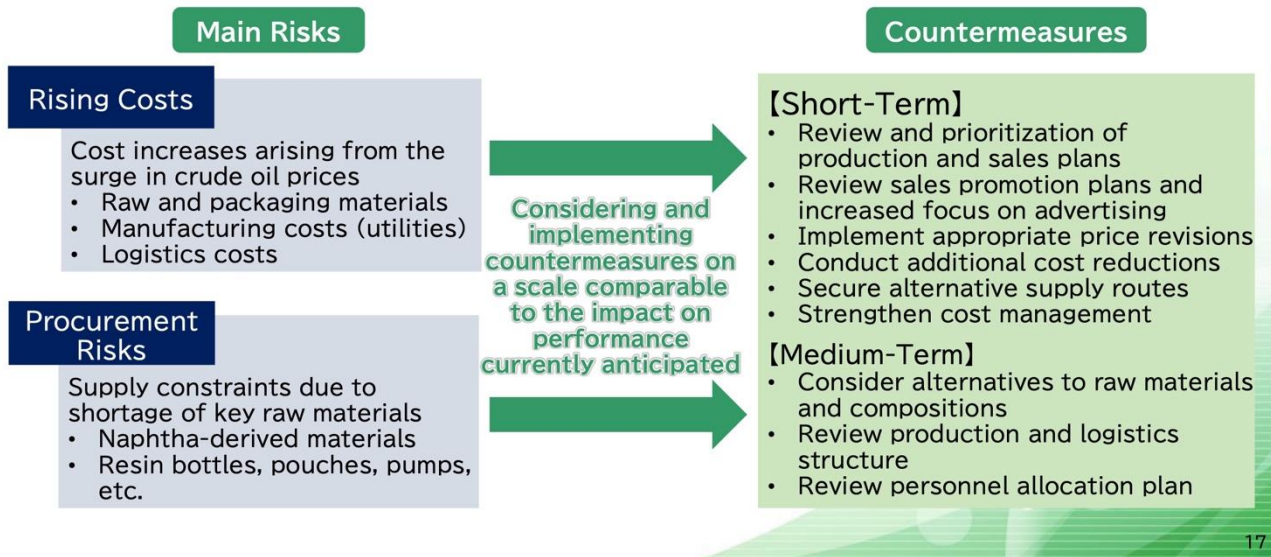 Main Risks
Rising Costs
Cost increases arising from the
surge in crude oil prices
• Raw and packaging materials
• Manufacturing costs (utilities)
• Logistics costs
Procurement
Risks
Supply constraints due to
shortage of key raw materials
• Naphtha-derived materials
• Resin bottles, pouches, pumps,
etc.
Considering and
implementing
countermeasures on
a scale comparable
to the impact on
performance
currently anticipated
Countermeasures
【Short-Term】
• Review and prioritization of
production and sales plans
• Review sales promotion plans and
increased focus on advertising
• Implement appropriate price revisions
• Conduct additional cost reductions
• Secure alternative supply routes
• Strengthen cost management
【Medium-Term】
• Consider alternatives to raw materials
and compositions
• Review production and logistics
structure
• Review personnel allocation plan
17